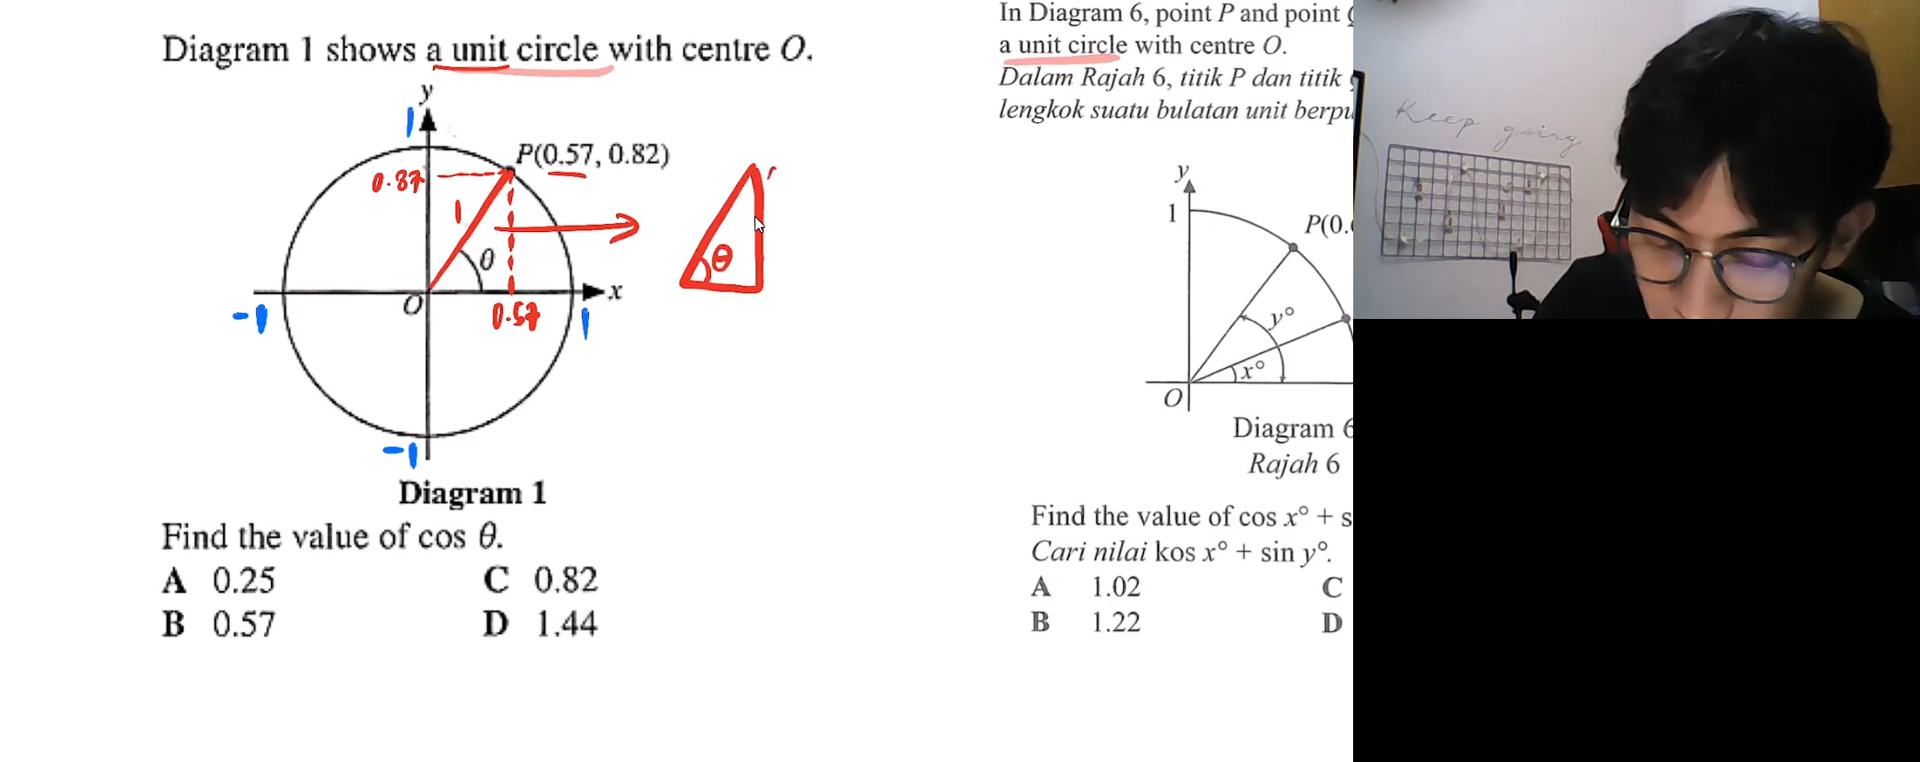 Diagram 1 shows a unit circle with centre O.
y
1
P(0.57, 0.82)
0.87
1
θ
θ
O
x
-1
0.57
1
-1
Diagram 1
Find the value of cos θ.
A 0.25
C 0.82
B 0.57
D 1.44
In Diagram 6, point P and point
a unit circle with centre O.
Dalam Rajah 6, titik P dan titik
lengkok suatu bulatan unit berpu
y
1
P(0.
y°
x°
O
Diagram 6
Rajah 6
Find the value of cos x° + s
Cari nilai kos x° + sin y°.
A 1.02
C
B 1.22
D
Keep going